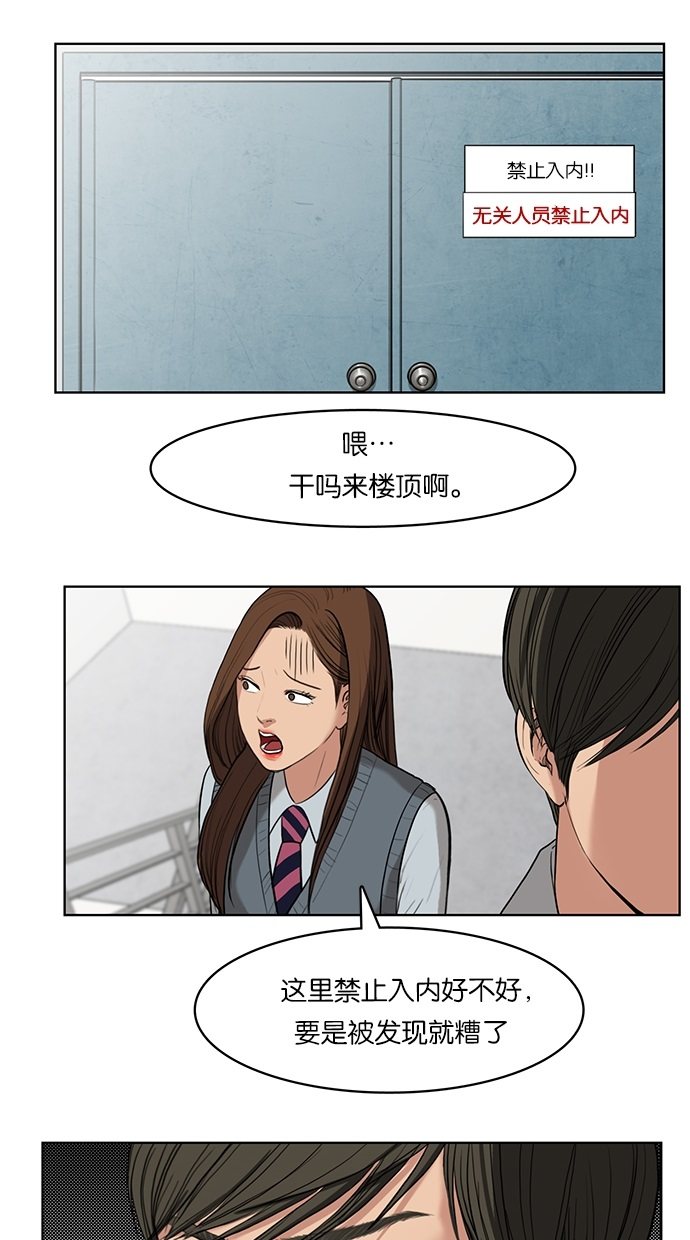 禁止入内!!
无关人员禁止入内
喂…
干吗来楼顶啊。
这里禁止入内好不好，
要是被发现就糟了